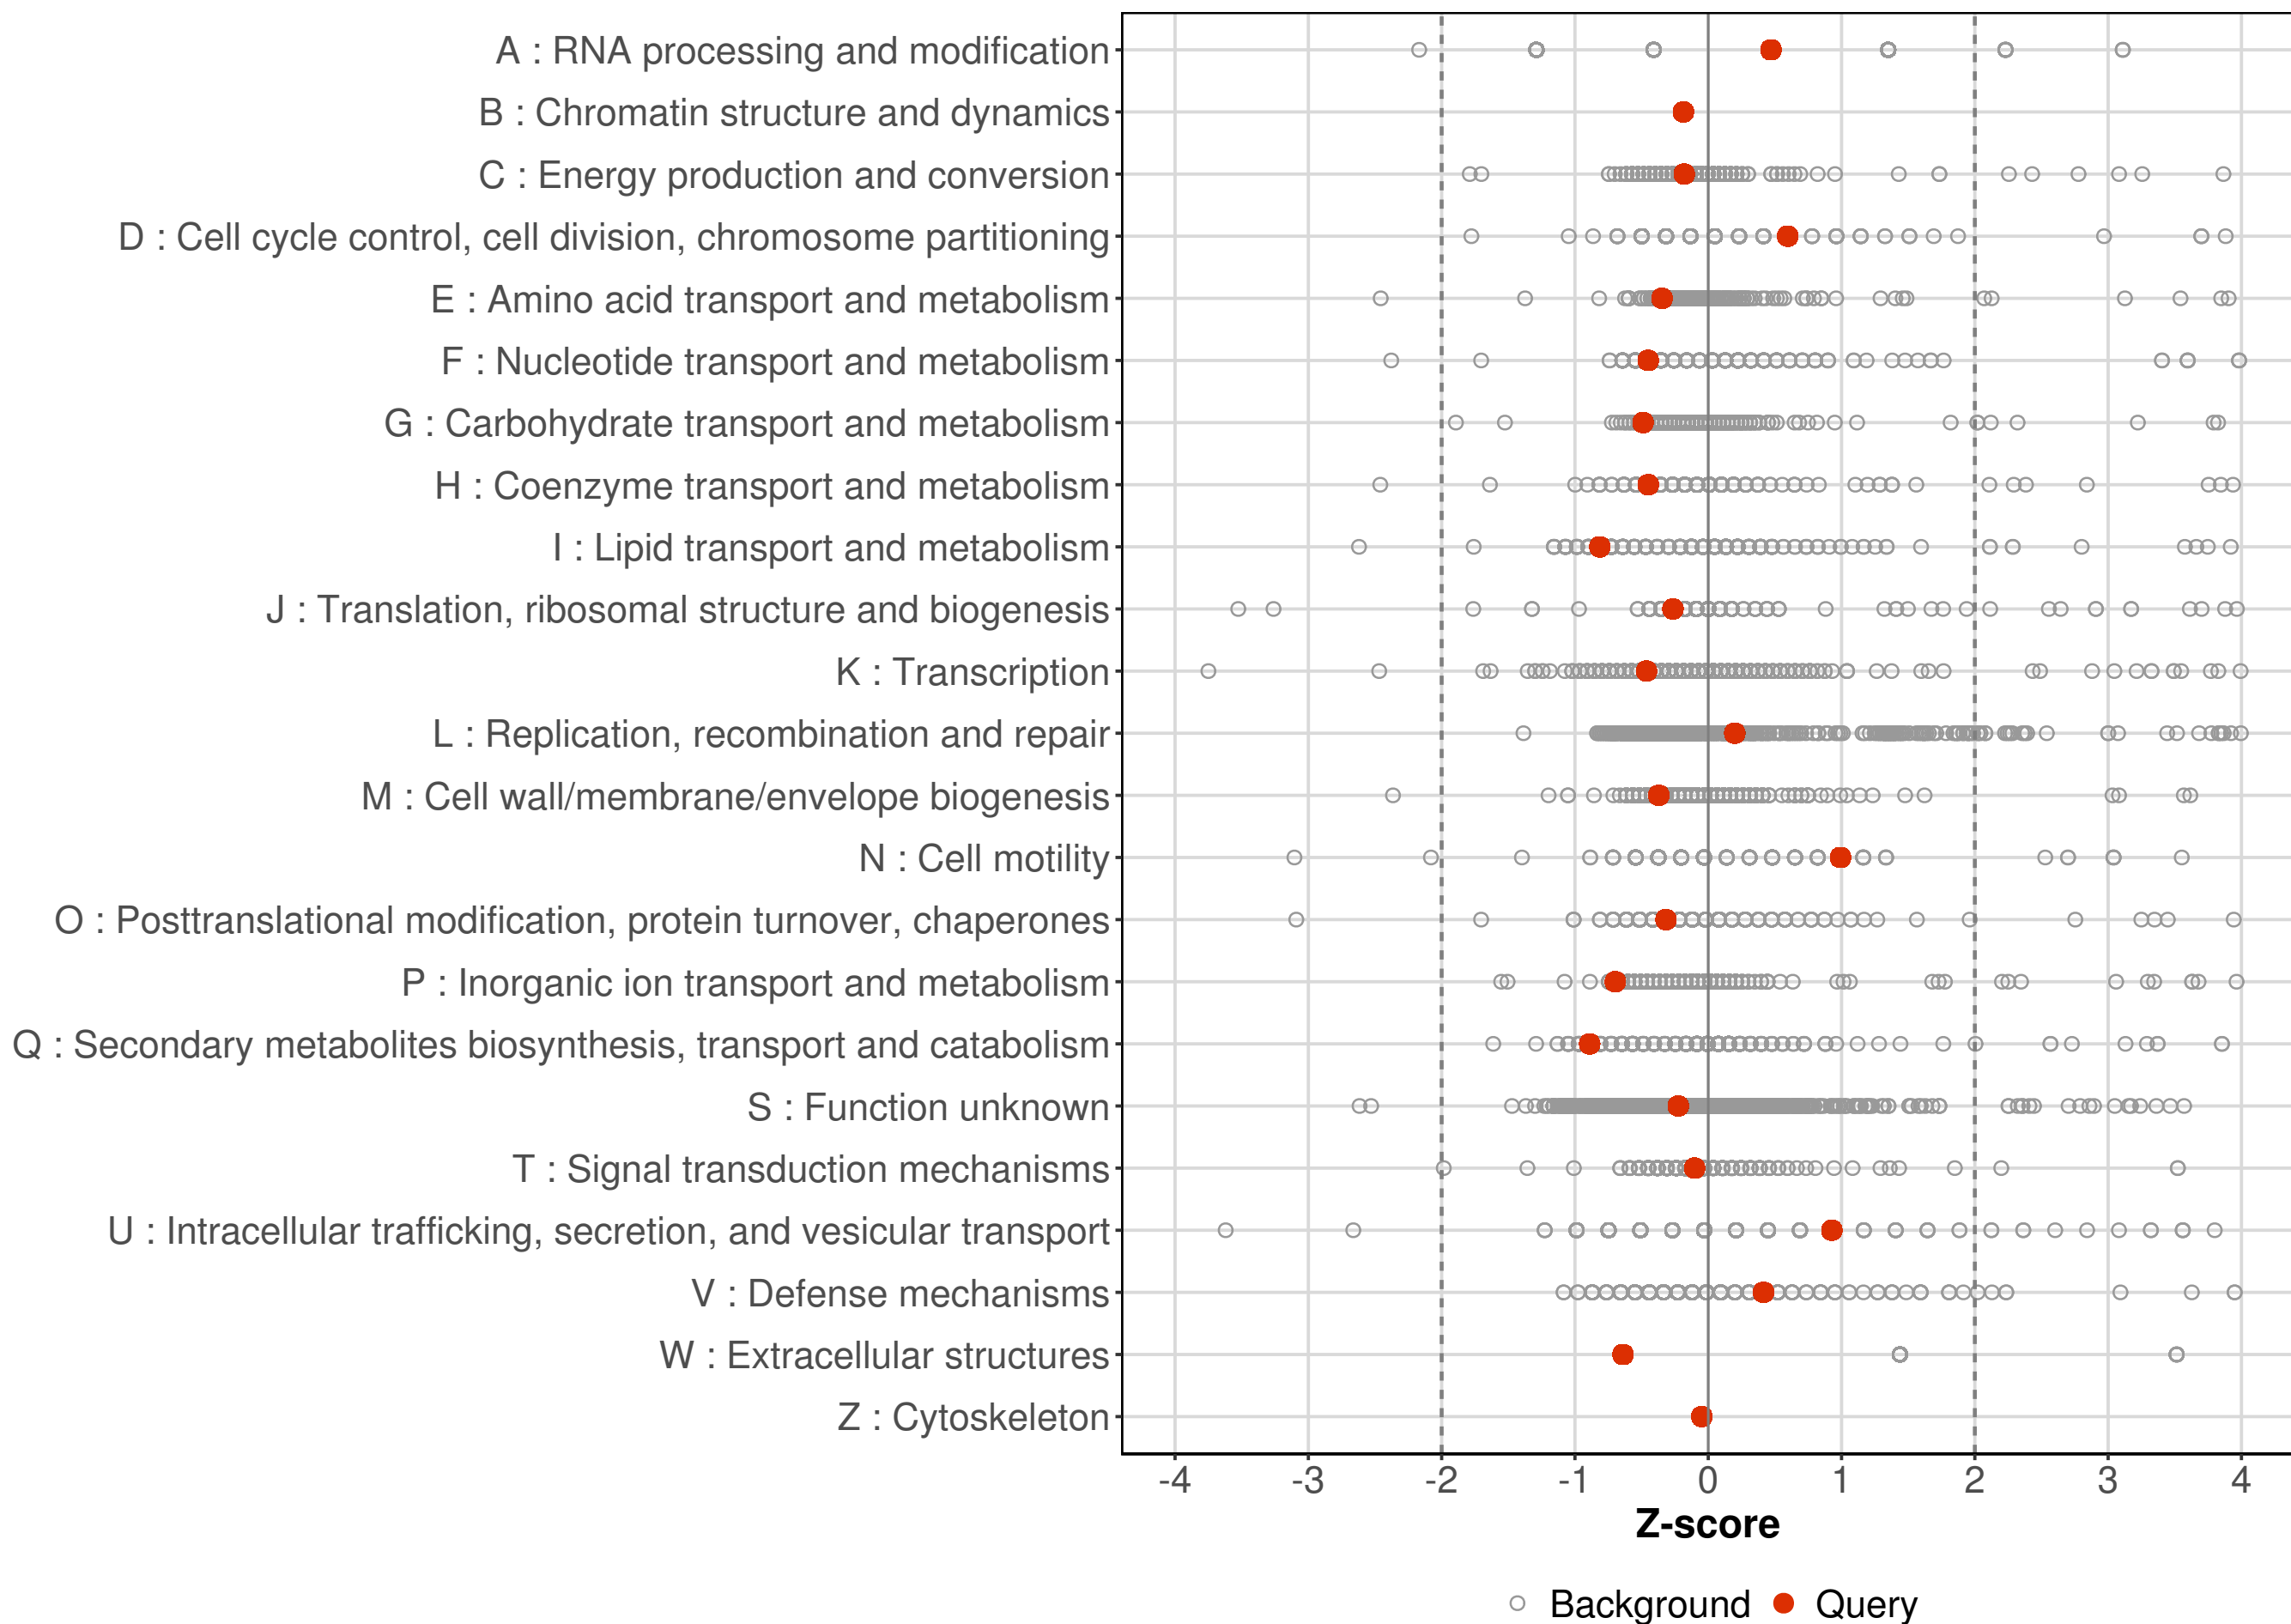 A : RNA processing and modification
B : Chromatin structure and dynamics
C : Energy production and conversion
D : Cell cycle control, cell division, chromosome partitioning
E : Amino acid transport and metabolism
F : Nucleotide transport and metabolism
G : Carbohydrate transport and metabolism
H : Coenzyme transport and metabolism
I : Lipid transport and metabolism
J : Translation, ribosomal structure and biogenesis
K : Transcription
L : Replication, recombination and repair
M : Cell wall/membrane/envelope biogenesis
N : Cell motility
O : Posttranslational modification, protein turnover, chaperones
P : Inorganic ion transport and metabolism
Q : Secondary metabolites biosynthesis, transport and catabolism
S : Function unknown
T : Signal transduction mechanisms
U : Intracellular trafficking, secretion, and vesicular transport
V : Defense mechanisms
W : Extracellular structures
Z : Cytoskeleton
-4 -3 -2 -1 0 1 2 3 4
Z-score
Background Query